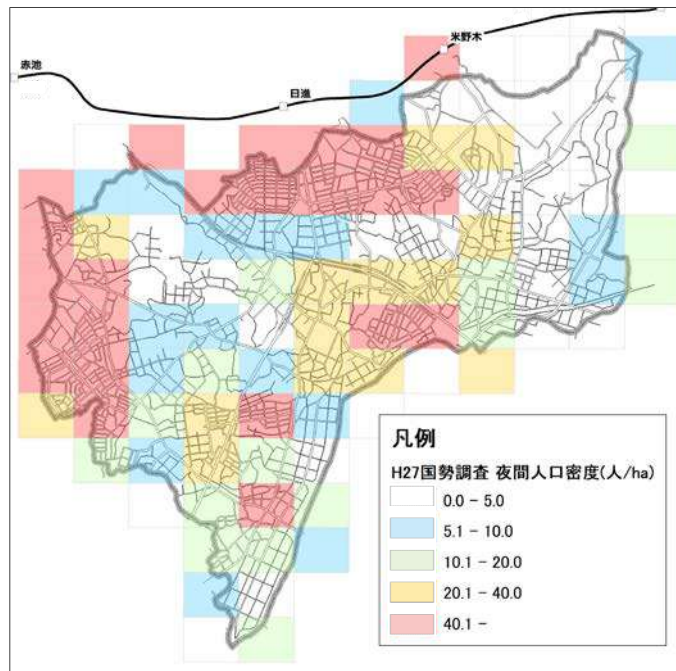 米野木
赤池
日進
凡例
H27国勢調査 夜間人口密度(人/ha)
0.0 – 5.0
5.1 – 10.0
10.1 – 20.0
20.1 – 40.0
40.1 –